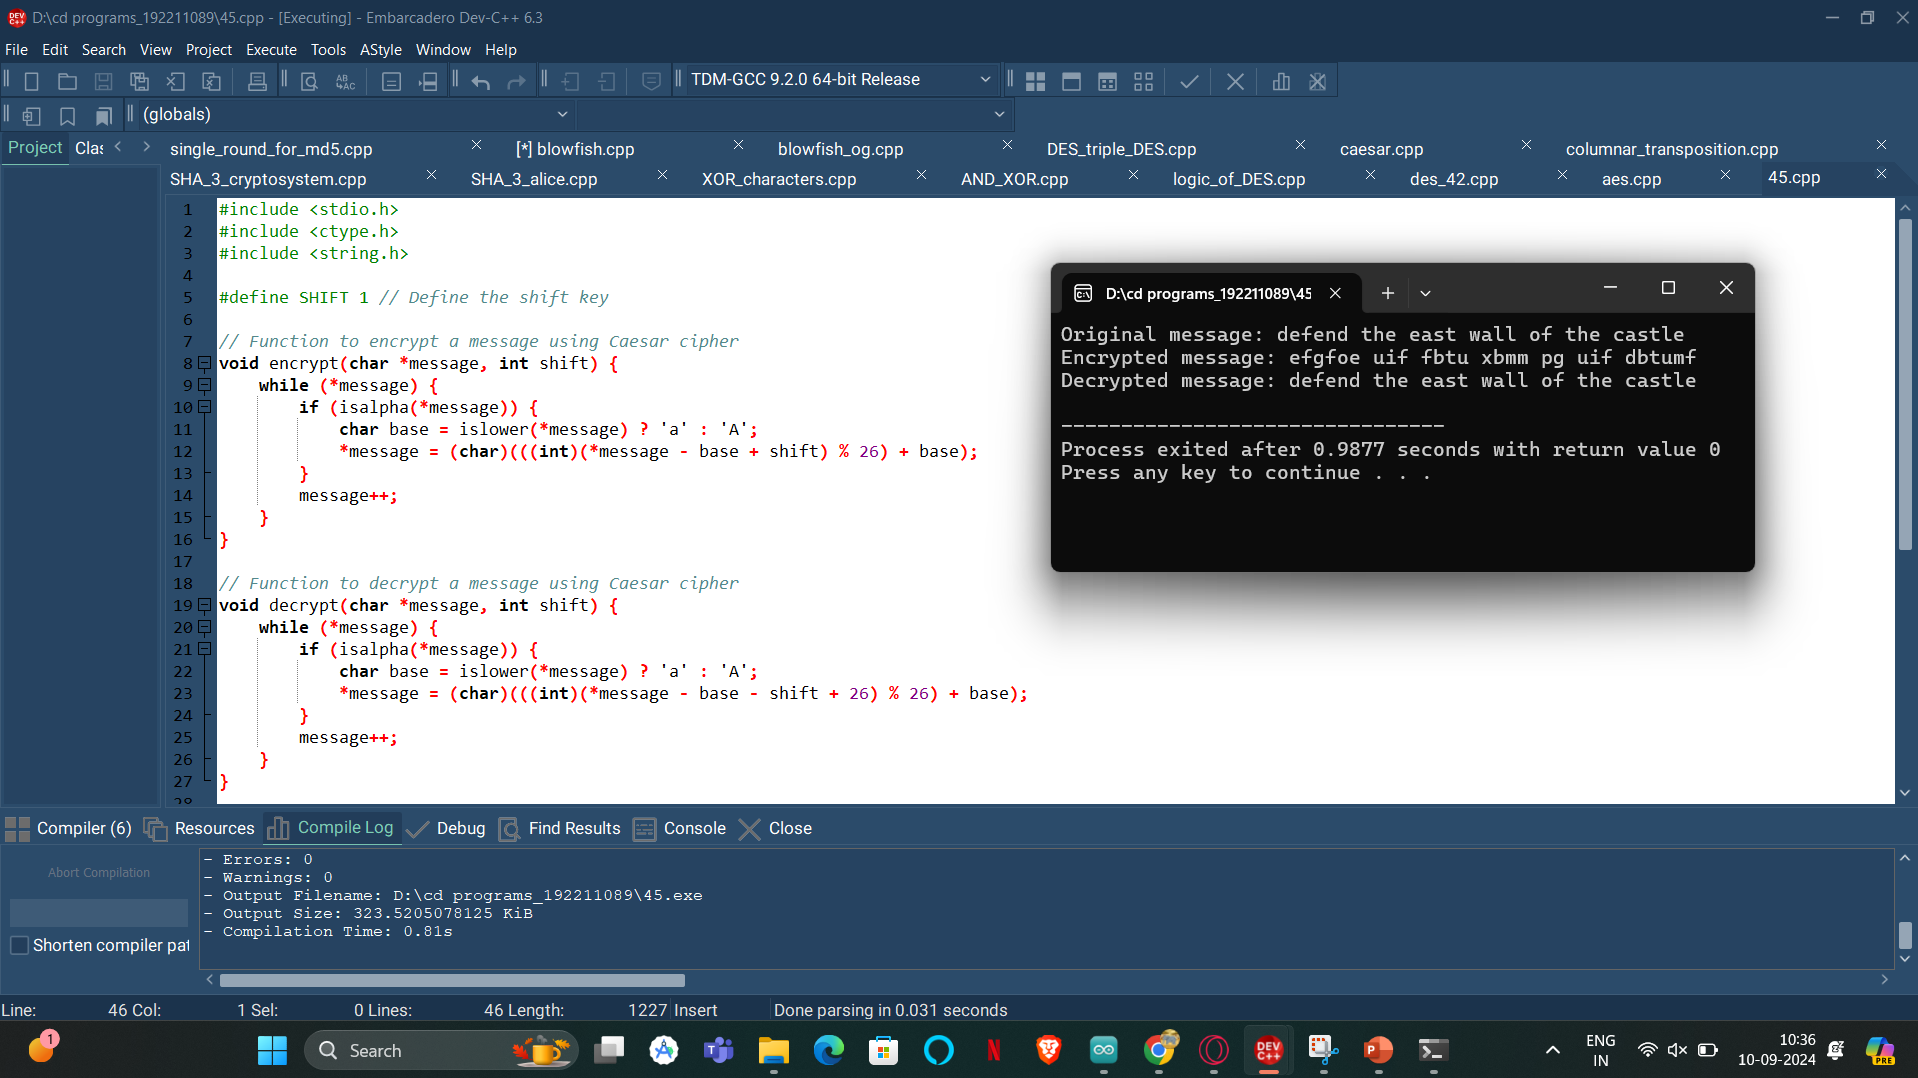 D:\cd programs_192211089\45.cpp - [Executing] - Embarcadero Dev-C++ 6.3
File Edit Search View Project Execute Tools AStyle Window Help
TDM-GCC 9.2.0 64-bit Release
(globals)
Project Clas
single_round_for_md5.cpp [*] blowfish.cpp blowfish_og.cpp DES_triple_DES.cpp caesar.cpp columnar_transposition.cpp
SHA_3_cryptosystem.cpp SHA_3_alice.cpp XOR_characters.cpp AND_XOR.cpp logic_of_DES.cpp des_42.cpp aes.cpp 45.cpp
1 #include <stdio.h>
2 #include <ctype.h>
3 #include <string.h>
4
5 #define SHIFT 1 // Define the shift key
6
7 // Function to encrypt a message using Caesar cipher
8 void encrypt(char *message, int shift) {
9 while (*message) {
10 if (isalpha(*message)) {
11 char base = islower(*message) ? 'a' : 'A';
12 *message = (char)(((int)(*message - base + shift) % 26) + base);
13 }
14 message++;
15 }
16 }
17
18 // Function to decrypt a message using Caesar cipher
19 void decrypt(char *message, int shift) {
20 while (*message) {
21 if (isalpha(*message)) {
22 char base = islower(*message) ? 'a' : 'A';
23 *message = (char)(((int)(*message - base - shift + 26) % 26) + base);
24 }
25 message++;
26 }
27 }
28
D:\cd programs_192211089\45
Original message: defend the east wall of the castle
Encrypted message: efgfoe uif fbtu xbmm pg uif dbtumf
Decrypted message: defend the east wall of the castle
--------------------------------
Process exited after 0.9877 seconds with return value 0
Press any key to continue . . .
Compiler (6) Resources Compile Log Debug Find Results Console Close
Abort Compilation
Shorten compiler pat
- Errors: 0
- Warnings: 0
- Output Filename: D:\cd programs_192211089\45.exe
- Output Size: 323.5205078125 KiB
- Compilation Time: 0.81s
Line: 46 Col: 1 Sel: 0 Lines: 46 Length: 1227 Insert Done parsing in 0.031 seconds
1
Search
DEV C++
ENG
IN
10:36
10-09-2024
PRE